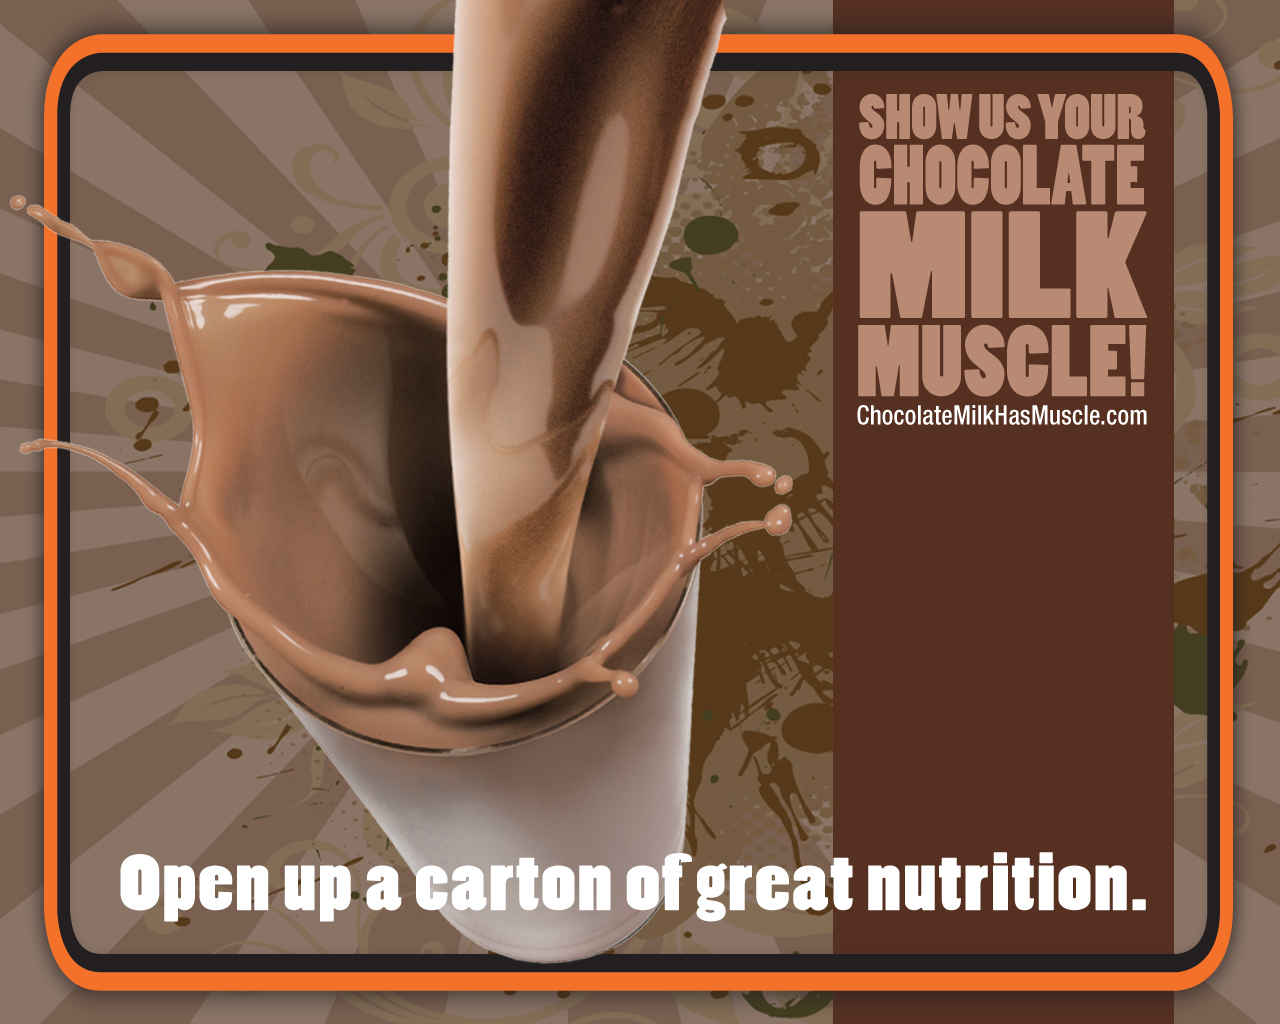 SHOW US YOUR
CHOCOLATE
MILK
MUSCLE!
ChocolateMilkHasMuscle.com
Open up a carton of great nutrition.